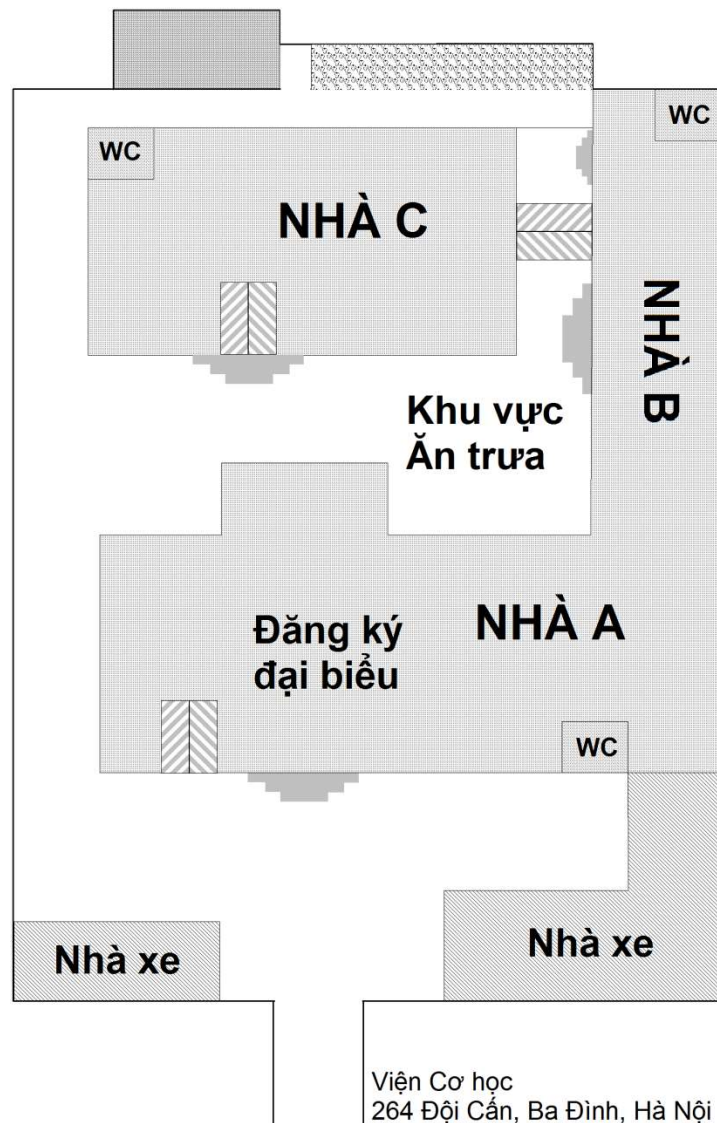 WC
WC
NHÀ C
NHÀ B
Khu vực
Ăn trưa
Đăng ký
đại biểu
NHÀ A
WC
Nhà xe
Nhà xe
Viện Cơ học
264 Đội Cấn, Ba Đình, Hà Nội